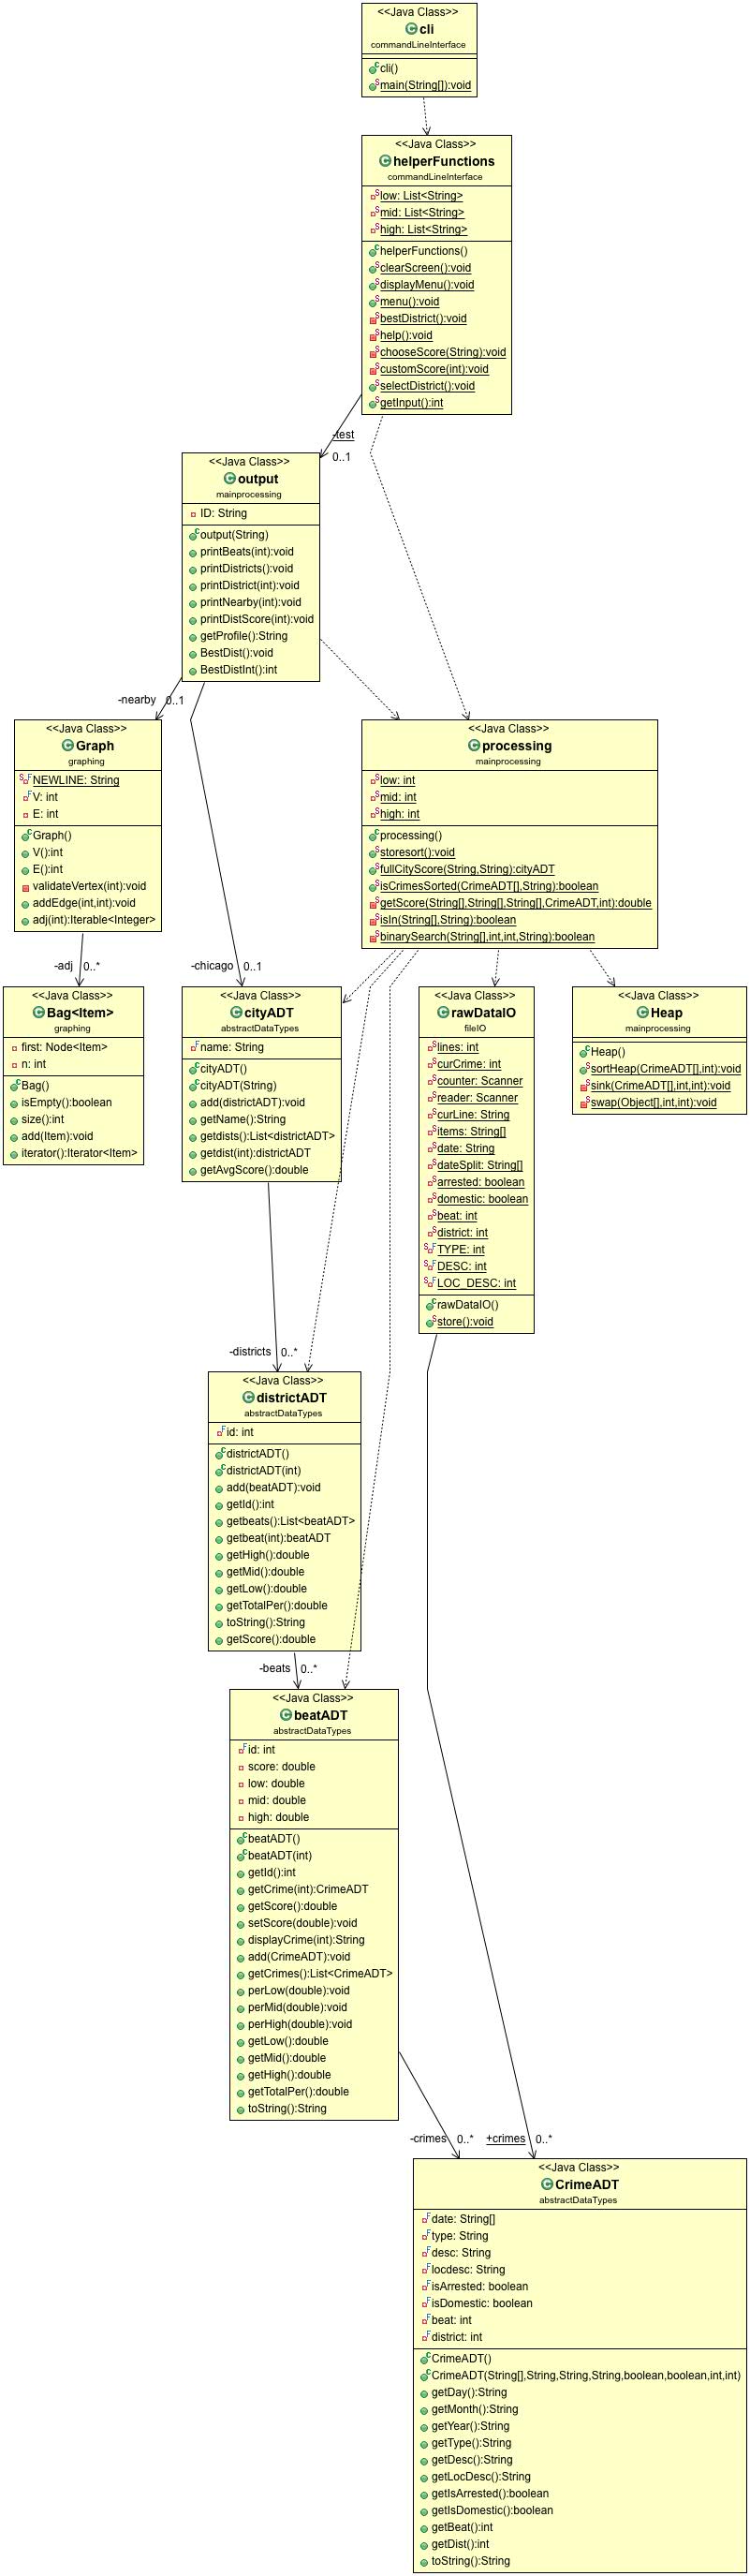 <<Java Class>>
cli
commandLineInterface
cli()
main(String[]):void
<<Java Class>>
helperFunctions
commandLineInterface
low: List<String>
mid: List<String>
high: List<String>
helperFunctions()
clearScreen():void
displayMenu():void
menu():void
bestDistrict():void
help():void
chooseScore(String):void
customScore(int):void
selectDistrict():void
getInput():int
-test
0..1
<<Java Class>>
output
mainprocessing
ID: String
output(String)
printBeats(int):void
printDistricts():void
printDistrict(int):void
printNearby(int):void
printDistScore(int):void
getProfile():String
BestDist():void
BestDistInt():int
-nearby 0..1
<<Java Class>>
Graph
graphing
NEWLINE: String
V: int
E: int
Graph()
V():int
E():int
validateVertex(int):void
addEdge(int,int):void
adj(int):Iterable<Integer>
<<Java Class>>
processing
mainprocessing
low: int
mid: int
high: int
processing()
storesort():void
fullCityScore(String,String):cityADT
isCrimesSorted(CrimeADT[],String):boolean
getScore(String[],String[],String[],CrimeADT,int):double
isIn(String[],String):boolean
binarySearch(String[],int,int,String):boolean
-adj 0..*
-chicago 0..1
<<Java Class>>
Bag<Item>
graphing
first: Node<Item>
n: int
Bag()
isEmpty():boolean
size():int
add(Item):void
iterator():Iterator<Item>
<<Java Class>>
cityADT
abstractDataTypes
name: String
cityADT()
cityADT(String)
add(districtADT):void
getName():String
getdists():List<districtADT>
getdist(int):districtADT
getAvgScore():double
<<Java Class>>
rawDataIO
fileIO
lines: int
curCrime: int
counter: Scanner
reader: Scanner
curLine: String
items: String[]
date: String
dateSplit: String[]
arrested: boolean
domestic: boolean
beat: int
district: int
TYPE: int
DESC: int
LOC_DESC: int
rawDataIO()
store():void
<<Java Class>>
Heap
mainprocessing
Heap()
sortHeap(CrimeADT[],int):void
sink(CrimeADT[],int,int):void
swap(Object[],int,int):void
-districts 0..*
<<Java Class>>
districtADT
abstractDataTypes
id: int
districtADT()
districtADT(int)
add(beatADT):void
getId():int
getbeats():List<beatADT>
getbeat(int):beatADT
getHigh():double
getMid():double
getLow():double
getTotalPer():double
toString():String
getScore():double
-beats 0..*
<<Java Class>>
beatADT
abstractDataTypes
id: int
score: double
low: double
mid: double
high: double
beatADT()
beatADT(int)
getId():int
getCrime(int):CrimeADT
getScore():double
setScore(double):void
displayCrime(int):String
add(CrimeADT):void
getCrimes():List<CrimeADT>
perLow(double):void
perMid(double):void
perHigh(double):void
getLow():double
getMid():double
getHigh():double
getTotalPer():double
toString():String
-crimes 0..* +crimes 0..*
<<Java Class>>
CrimeADT
abstractDataTypes
date: String[]
type: String
desc: String
locdesc: String
isArrested: boolean
isDomestic: boolean
beat: int
district: int
CrimeADT()
CrimeADT(String[],String,String,String,boolean,boolean,int,int)
getDay():String
getMonth():String
getYear():String
getType():String
getDesc():String
getLocDesc():String
getIsArrested():boolean
getIsDomestic():boolean
getBeat():int
getDist():int
toString():String